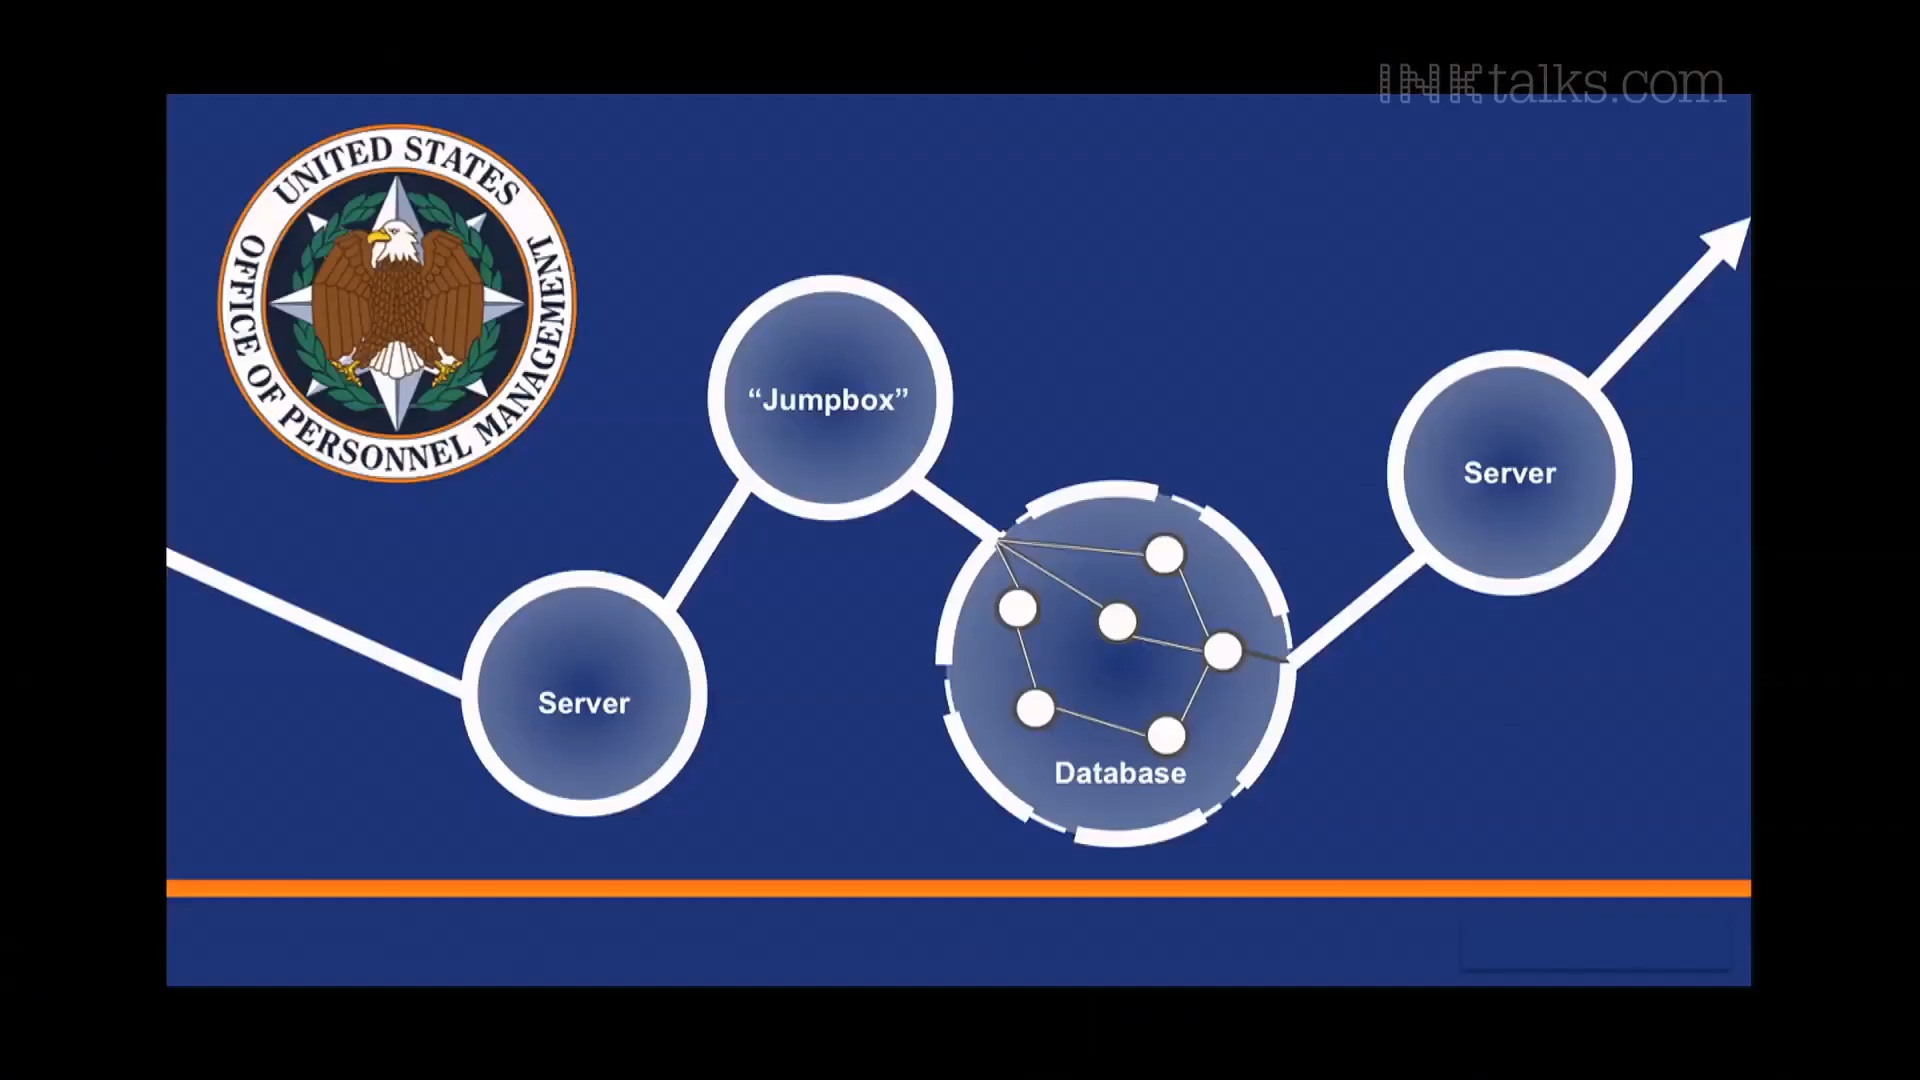 INKtalks.com
UNITED STATES
OFFICE OF PERSONNEL MANAGEMENT
“Jumpbox”
Server
Server
Database